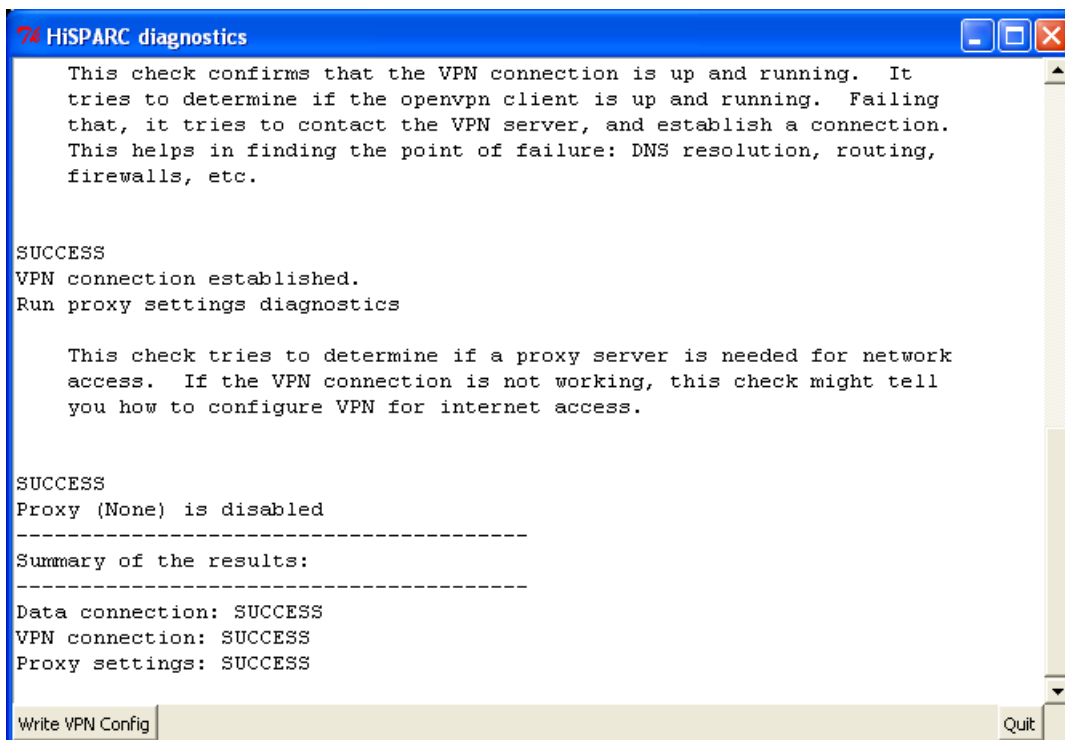 HiSPARC diagnostics
This check confirms that the VPN connection is up and running.  It
tries to determine if the openvpn client is up and running.  Failing
that, it tries to contact the VPN server, and establish a connection.
This helps in finding the point of failure: DNS resolution, routing,
firewalls, etc.
SUCCESS
VPN connection established.
Run proxy settings diagnostics
This check tries to determine if a proxy server is needed for network
access.  If the VPN connection is not working, this check might tell
you how to configure VPN for internet access.
SUCCESS
Proxy (None) is disabled
----------------------------------------
Summary of the results:
----------------------------------------
Data connection: SUCCESS
VPN connection: SUCCESS
Proxy settings: SUCCESS
Write VPN Config
Quit